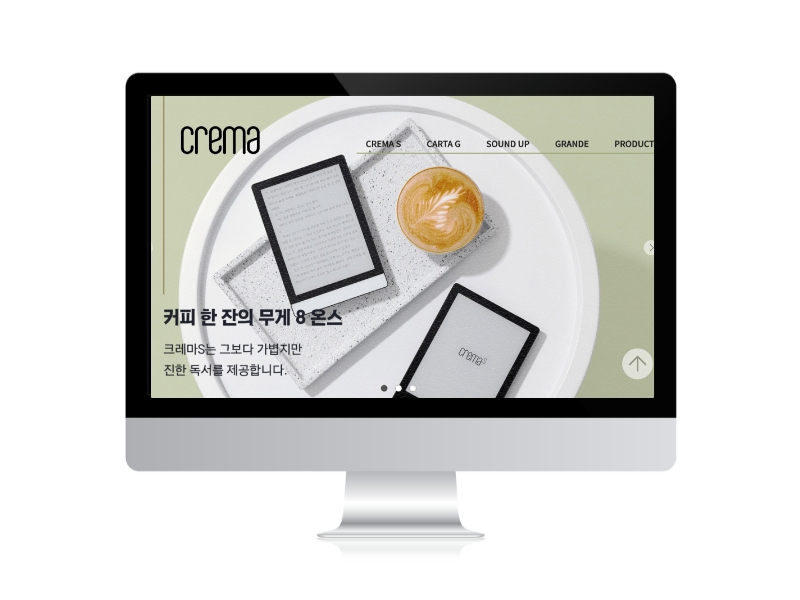 crema
CREMA S
CARTA G
SOUND UP
GRANDE
PRODUCT
crema S
커피 한 잔의 무게 8 온스
크레마S는 그보다 가볍지만
진한 독서를 제공합니다.